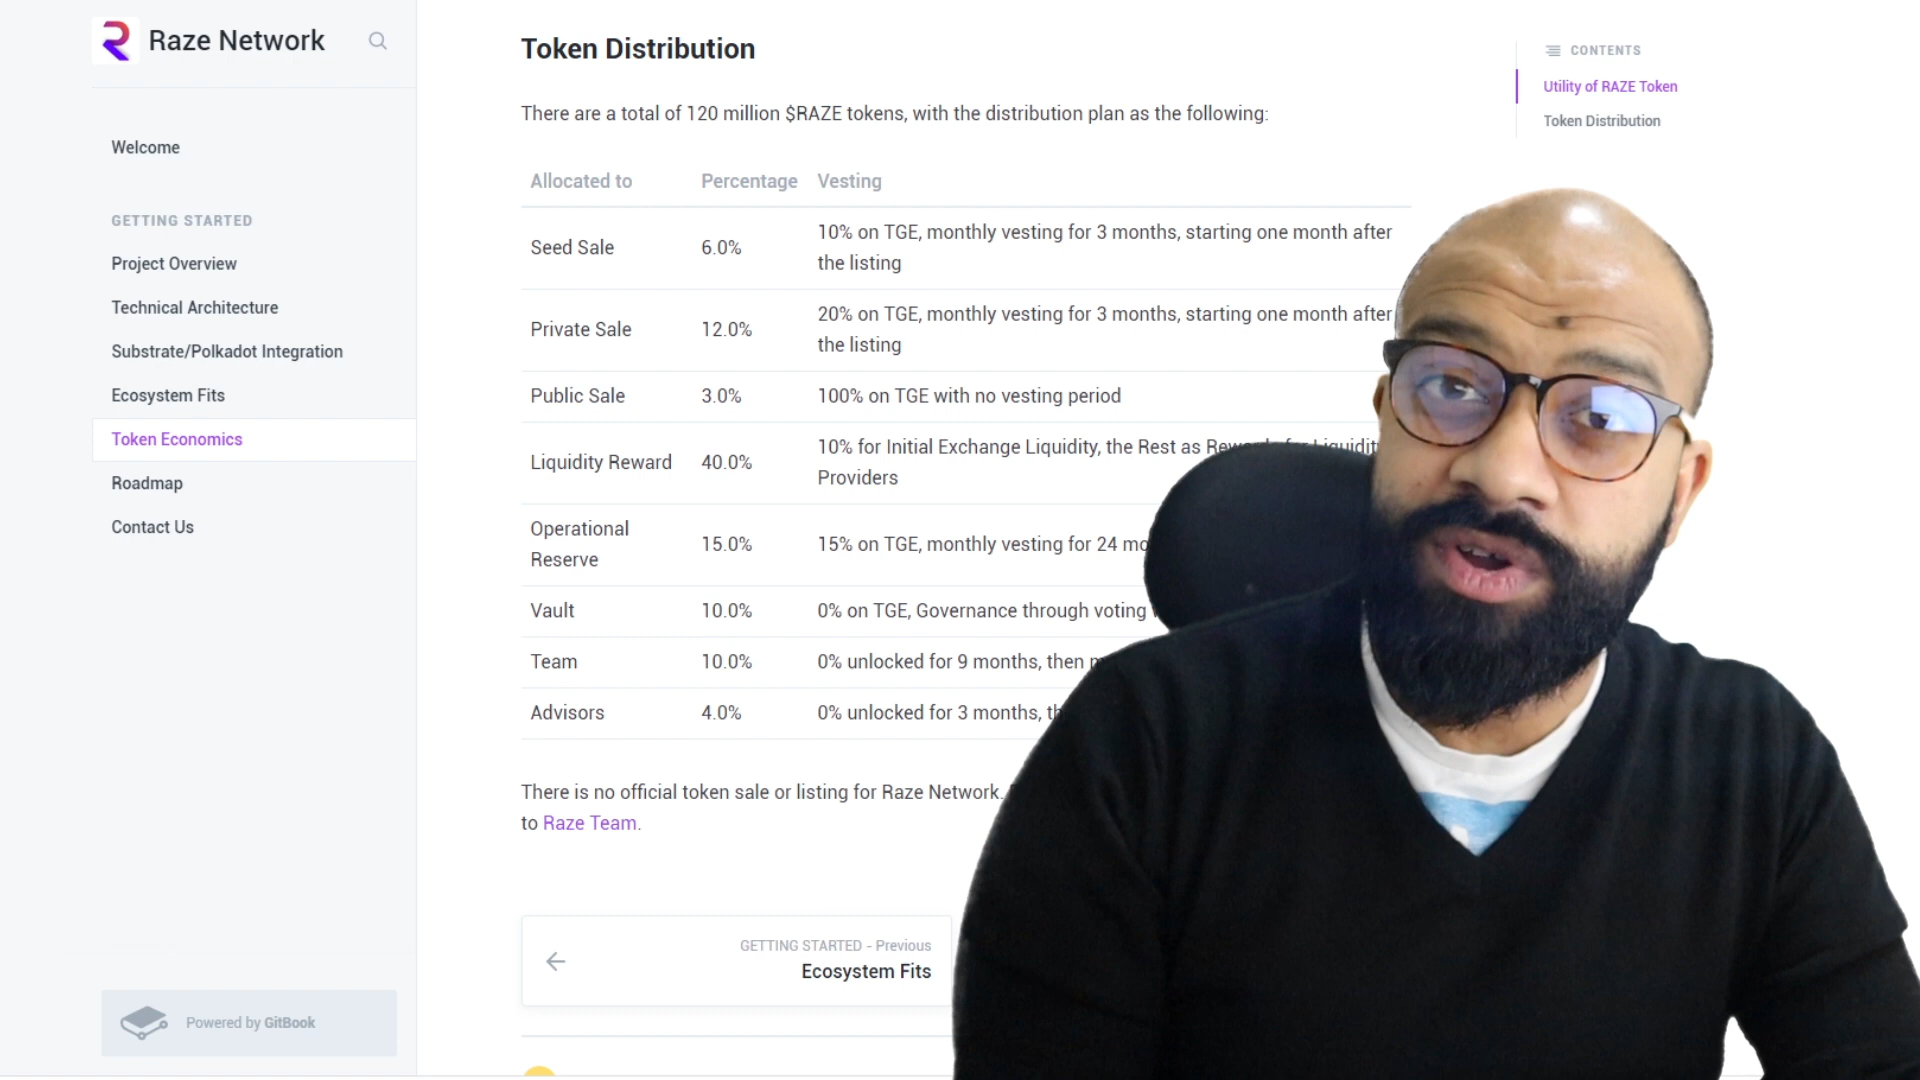 Raze Network
Welcome
GETTING STARTED
Project Overview
Technical Architecture
Substrate/Polkadot Integration
Ecosystem Fits
Token Economics
Roadmap
Contact Us
Powered by GitBook
Token Distribution
There are a total of 120 million $RAZE tokens, with the distribution plan as the following:
Allocated to Percentage Vesting
Seed Sale 6.0% 10% on TGE, monthly vesting for 3 months, starting one month after
the listing
Private Sale 12.0% 20% on TGE, monthly vesting for 3 months, starting one month after
the listing
Public Sale 3.0% 100% on TGE with no vesting period
Liquidity Reward 40.0% 10% for Initial Exchange Liquidity, the Rest as Rewards for Liquidity
Providers
Operational
Reserve 15.0% 15% on TGE, monthly vesting for 24
Vault 10.0% 0% on TGE, Governance through voting
Team 10.0% 0% unlocked for 9 months, then
Advisors 4.0% 0% unlocked for 3 months,
There is no official token sale or listing for Raze Network.
to Raze Team.
GETTING STARTED - Previous
Ecosystem Fits
CONTENTS
Utility of RAZE Token
Token Distribution